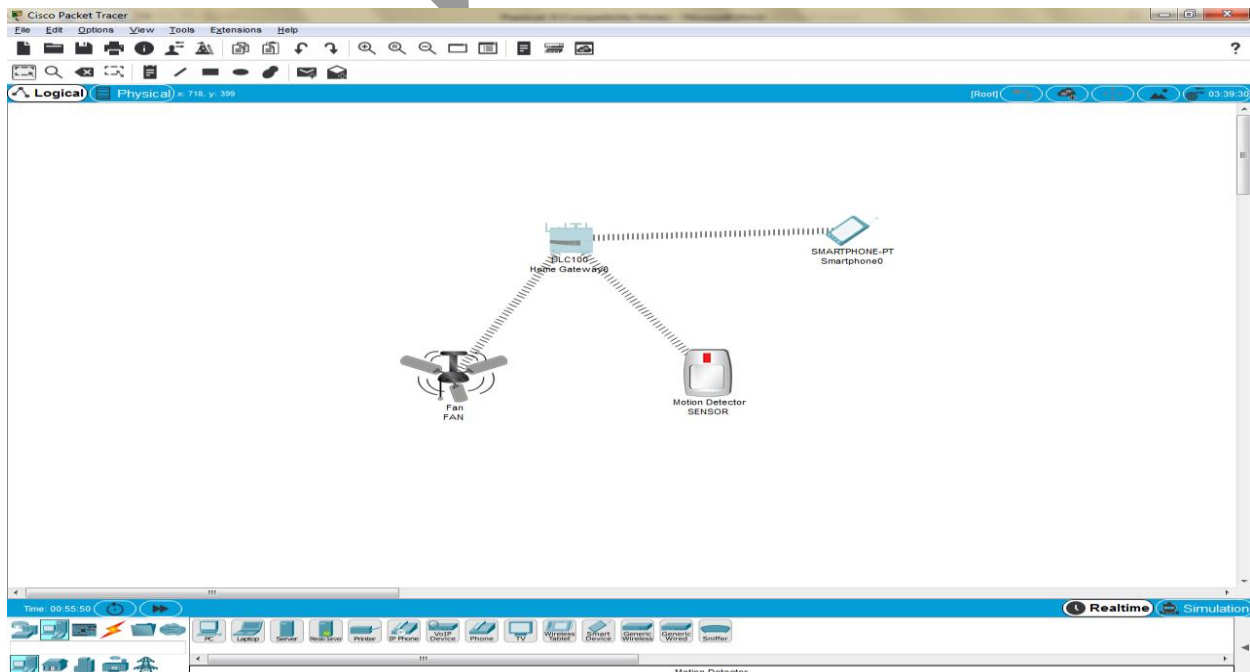 Cisco Packet Tracer
File Edit Options View Tools Extensions Help
?
Logical Physical x: 718, y: 399 [Root] 03:39:30
DLC100
Home Gateway0
SMARTPHONE-PT
Smartphone0
Fan
FAN
Motion Detector
SENSOR
Time: 00:55:50 Realtime Simulation
PC Laptop Server Printer IP Phone VoIP Device Phone TV Wireless Tablet Smart Device Generic Wireless Generic Wired Sniffer
Motion Detector